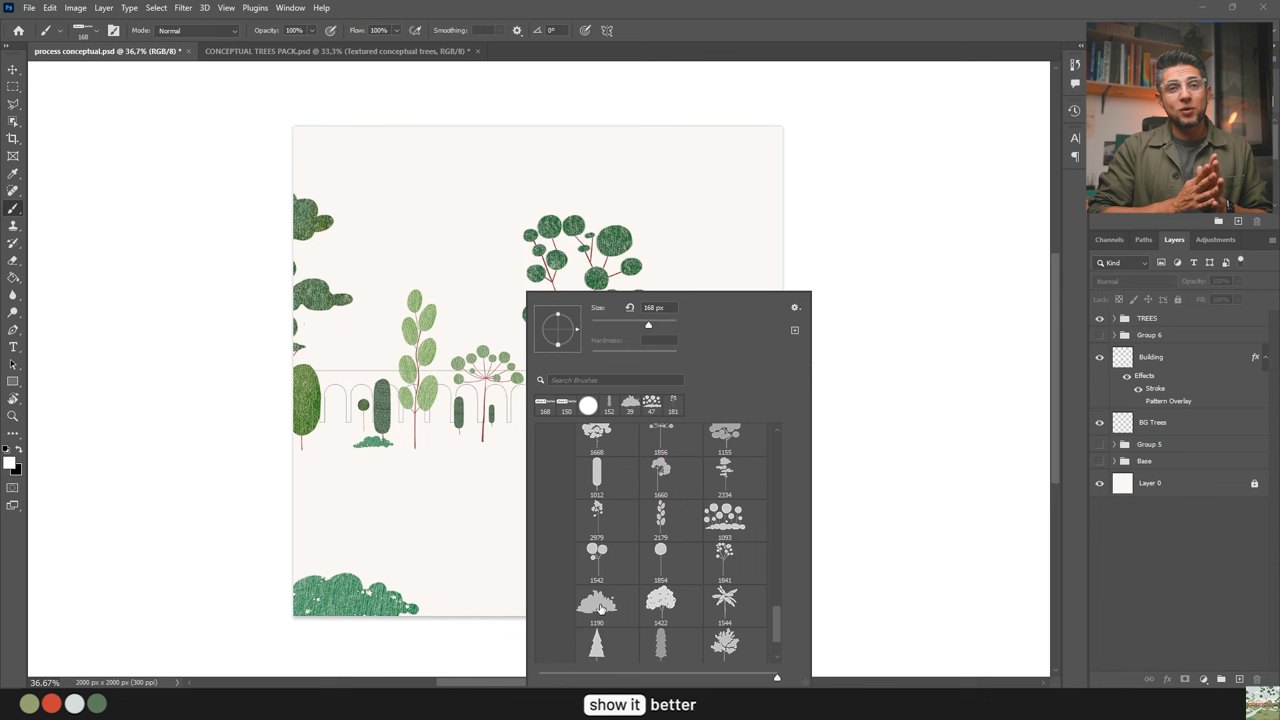 Ps File Edit Image Layer Type Select Filter 3D View Plugins Window Help
168 Mode: Normal Opacity: 100% Flow: 100% Smoothing: 0°
process conceptual.psd @ 36,7% (RGB/8) * × CONCEPTUAL TREES PACK.psd @ 33,3% (Textured conceptual trees, RGB/8) * ×
Channels Paths Layers Adjustments
Kind
Normal Opacity: 100%
Lock: Fill: 100%
TREES
Group 6
Building fx
Effects
Stroke
Pattern Overlay
BG Trees
Group 5
Base
Layer 0
Size: 168 px
Hardness:
Search Brushes
168 150 152 39 47 181
1668 1856 1155
1012 1660 2334
2979 2179 1093
1542 1854 1841
1190 1422 1544
36.67% 2000 px x 2000 px (300 ppi)
show it better